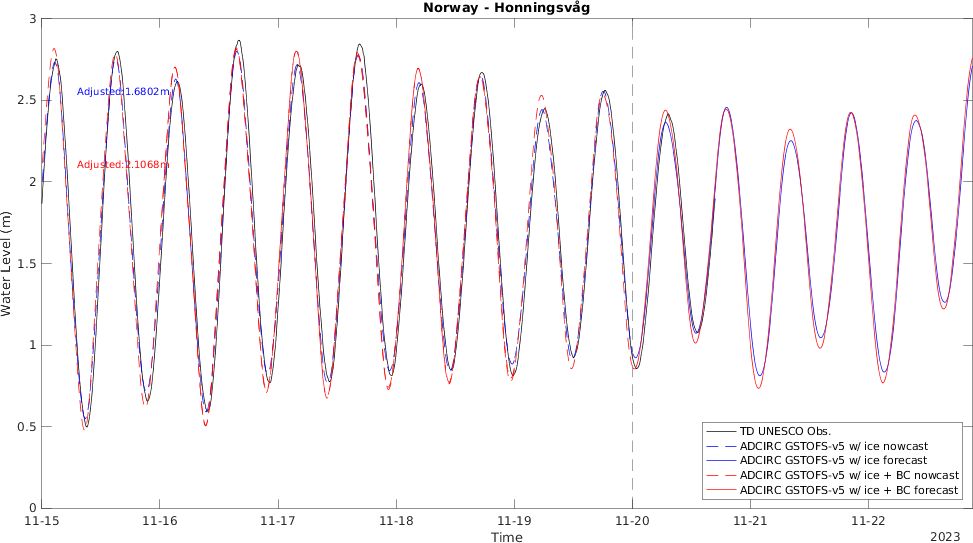 Norway - Honningsvåg
3
2.5
2
1.5
1
0.5
0
Water Level (m)
Adjusted:1.6802m
Adjusted:2.1068m
TD UNESCO Obs.
ADCIRC GSTOFS-v5 w/ ice nowcast
ADCIRC GSTOFS-v5 w/ ice forecast
ADCIRC GSTOFS-v5 w/ ice + BC nowcast
ADCIRC GSTOFS-v5 w/ ice + BC forecast
11-15 11-16 11-17 11-18 11-19 11-20 11-21 11-22
Time
2023